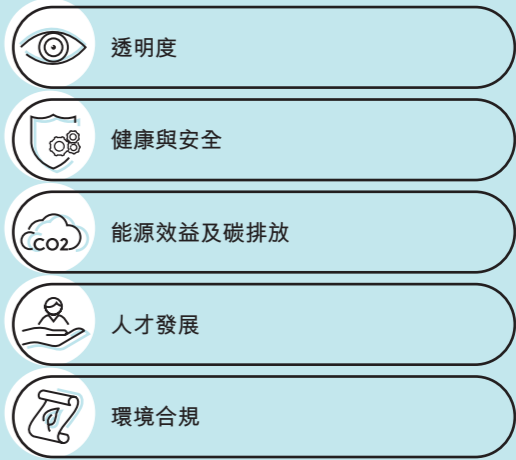 透明度
健康與安全
CO2
能源效益及碳排放
人才發展
環境合規